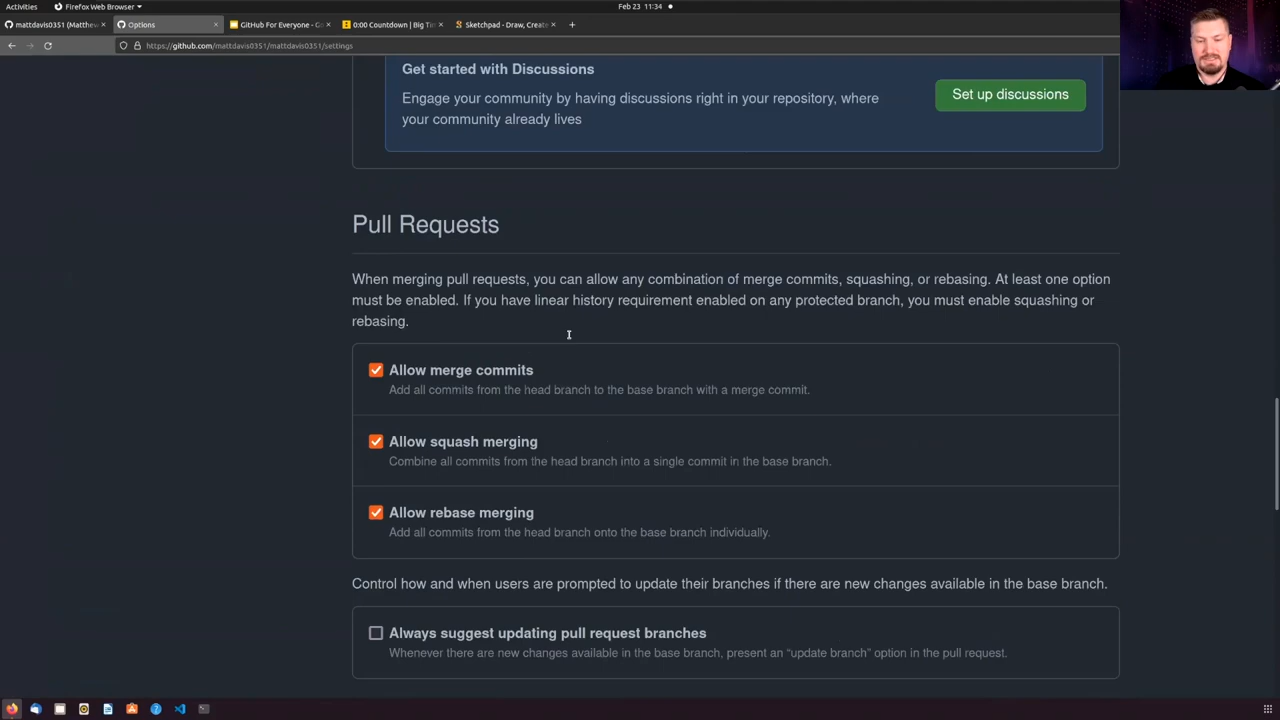 Activities
Firefox Web Browser
Feb 23 11:34
mattdavis0351 (Matthew
Options
GitHub For Everyone - Go
0:00 Countdown | Big Tim
Sketchpad - Draw, Create
https://github.com/mattdavis0351/mattdavis0351/settings
Get started with Discussions
Engage your community by having discussions right in your repository, where
your community already lives
Set up discussions
Pull Requests
When merging pull requests, you can allow any combination of merge commits, squashing, or rebasing. At least one option
must be enabled. If you have linear history requirement enabled on any protected branch, you must enable squashing or
rebasing.
Allow merge commits
Add all commits from the head branch to the base branch with a merge commit.
Allow squash merging
Combine all commits from the head branch into a single commit in the base branch.
Allow rebase merging
Add all commits from the head branch onto the base branch individually.
Control how and when users are prompted to update their branches if there are new changes available in the base branch.
Always suggest updating pull request branches
Whenever there are new changes available in the base branch, present an “update branch” option in the pull request.